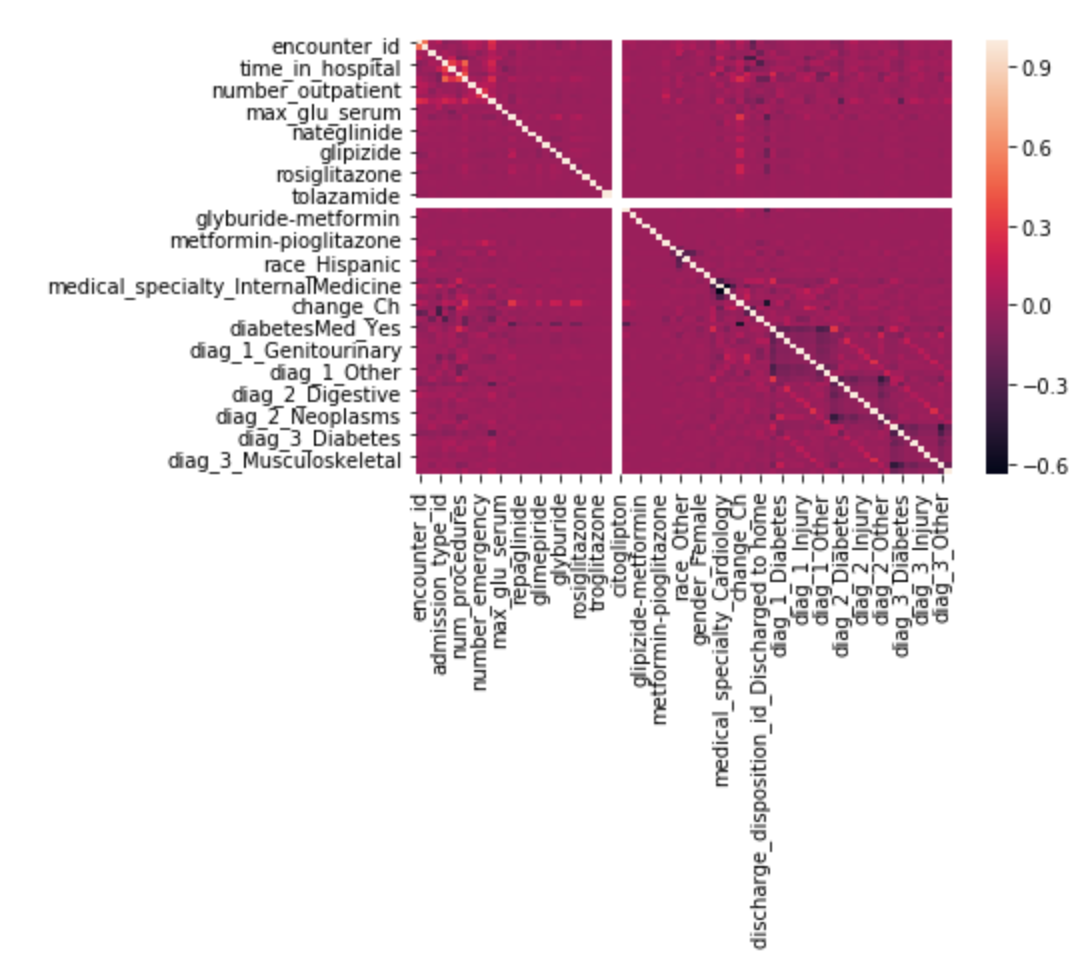 encounter_id
time_in_hospital
number_outpatient
max_glu_serum
nateglinide
glipizide
rosiglitazone
tolazamide
glyburide-metformin
metformin-pioglitazone
race_Hispanic
medical_specialty_InternalMedicine
change_Ch
diabetesMed_Yes
diag_1_Genitourinary
diag_1_Other
diag_2_Digestive
diag_2_Neoplasms
diag_3_Diabetes
diag_3_Musculoskeletal
encounter_id
admission_type_id
num_procedures
number_emergency
max_glu_serum
repaglinide
glimepiride
glyburide
rosiglitazone
troglitazone
citoglipton
glipizide-metformin
metformin-pioglitazone
race_Other
gender_Female
medical_specialty_Cardiology
change_Ch
discharge_disposition_id_Discharged to home
diag_1_Diabetes
diag_1_Injury
diag_1_Other
diag_2_Diabetes
diag_2_Injury
diag_2_Other
diag_3_Diabetes
diag_3_Injury
diag_3_Other
0.9
0.6
0.3
0.0
−0.3
−0.6